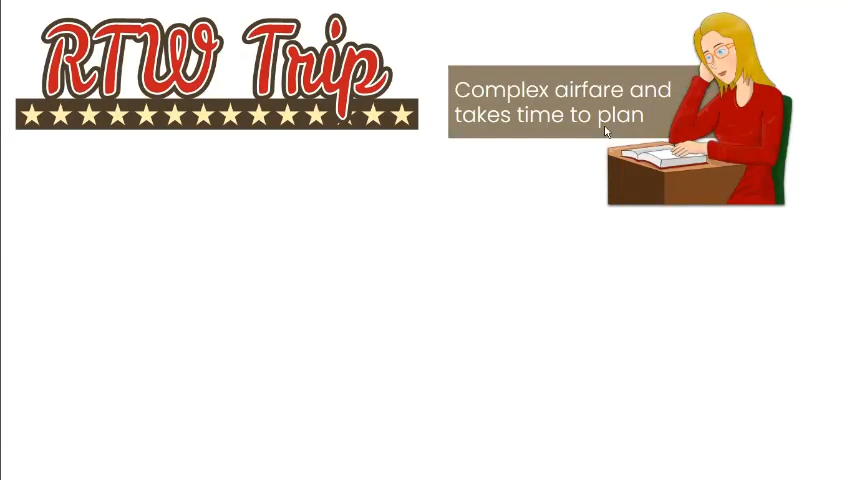 RTW Trip
Complex airfare and
takes time to plan